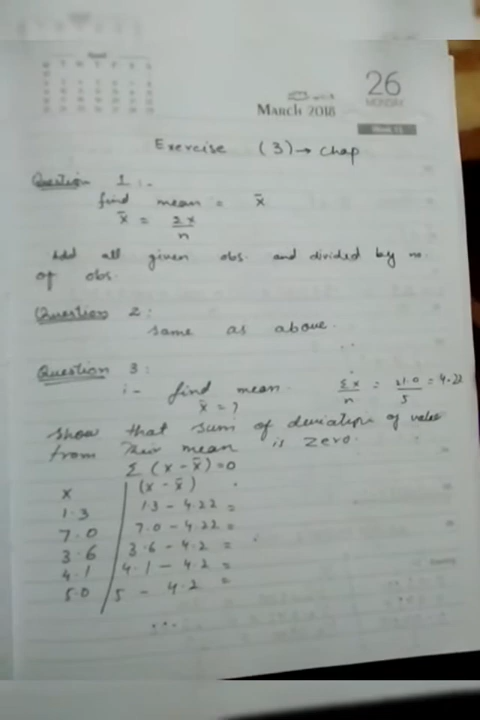 26
MONDAY
March 2018
Week 13
Exercise (3) → Chap
Question 1 :-
find mean = x̄
x̄ = Σx
n
Add all given obs. and divided by no.
of obs.
Question 2 :
same as above.
Question 3 :
i- find mean. Σx/n = 21.0/5 = 4.22
x̄ = ?
show that sum of deviation of values
from their mean is zero.
Σ (x - x̄) = 0
x (x - x̄)
1.3 1.3 - 4.22 =
7.0 7.0 - 4.22 =
3.6 3.6 - 4.2 =
4.1 4.1 - 4.2 =
5.0 5 - 4.2 =